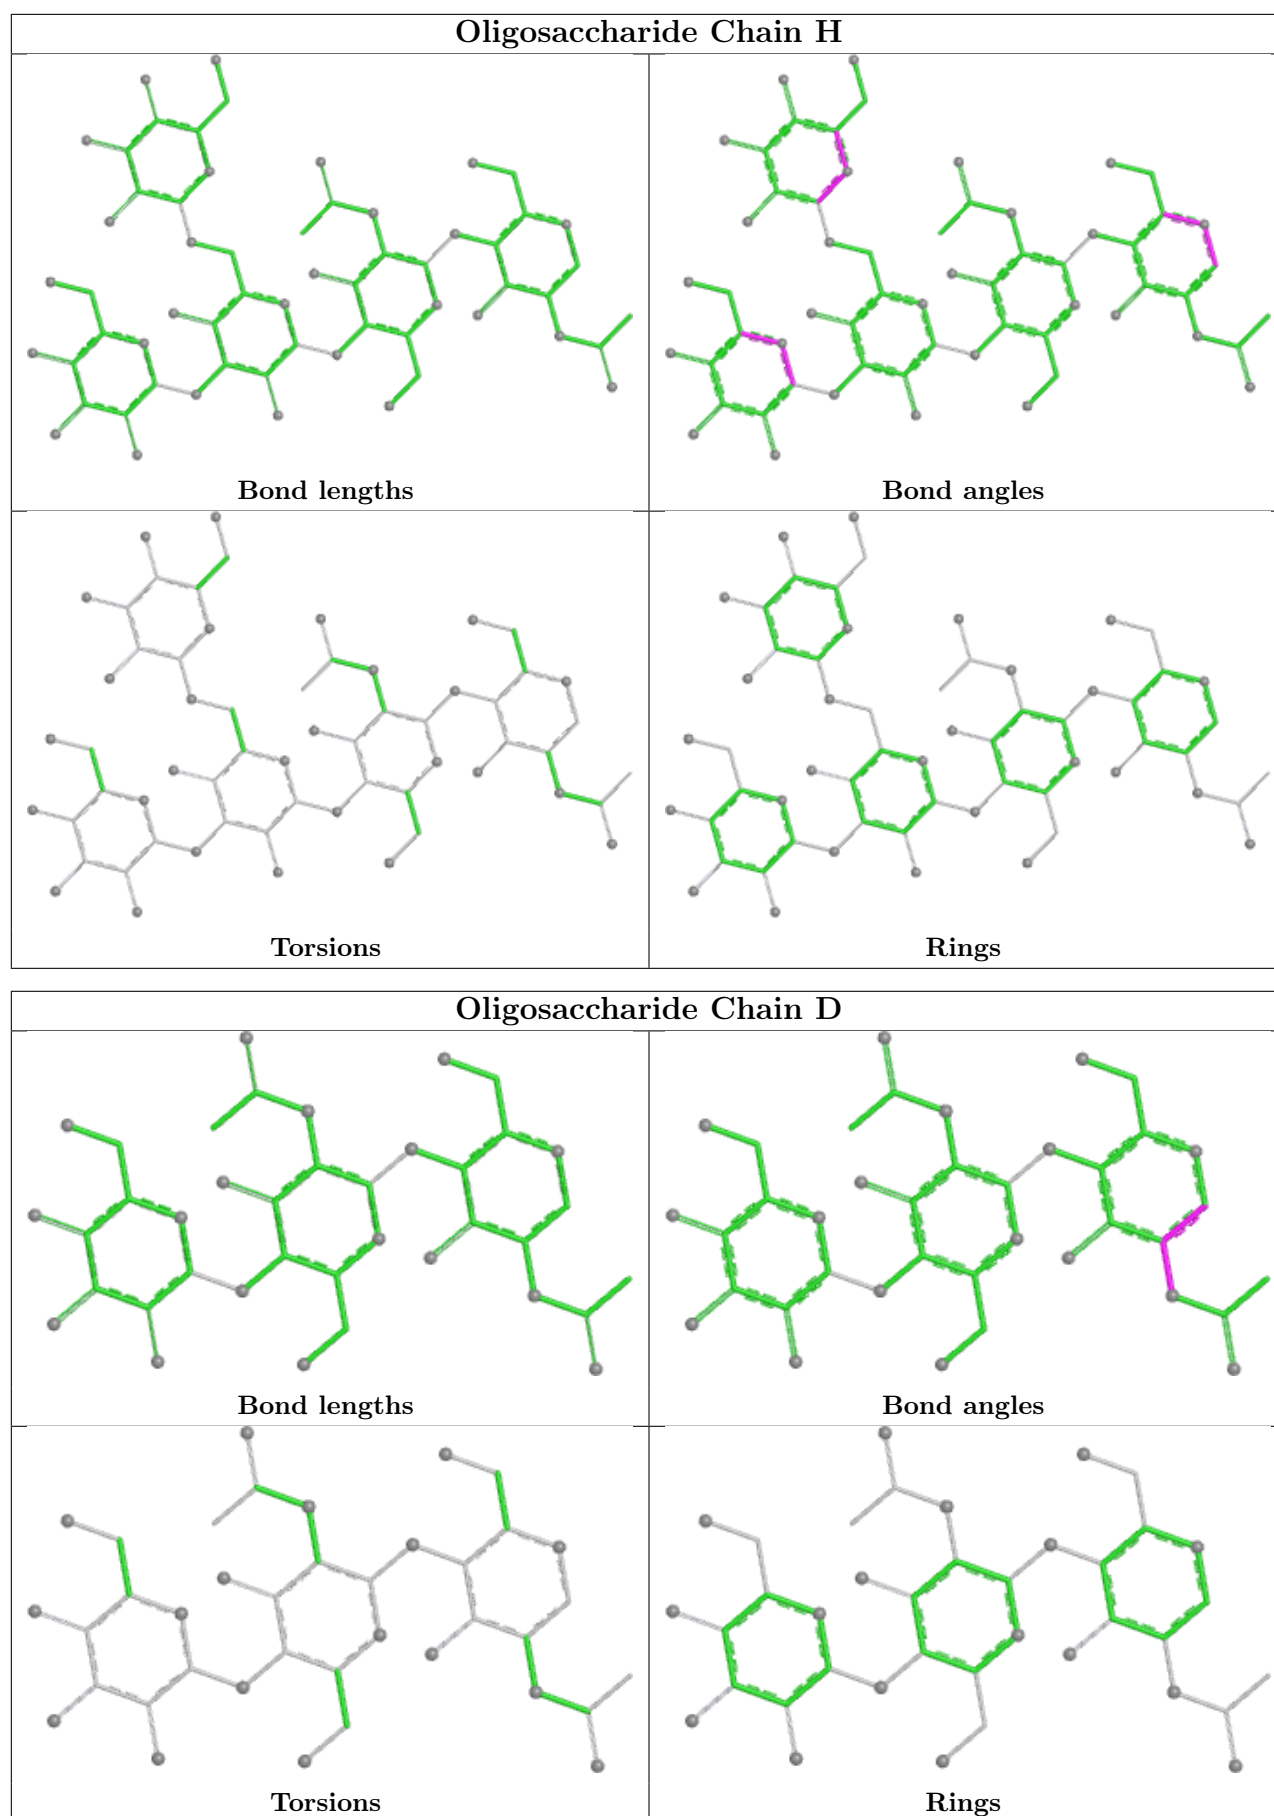 Oligosaccharide Chain H
Bond lengths
Bond angles
Torsions
Rings
Oligosaccharide Chain D
Bond lengths
Bond angles
Torsions
Rings